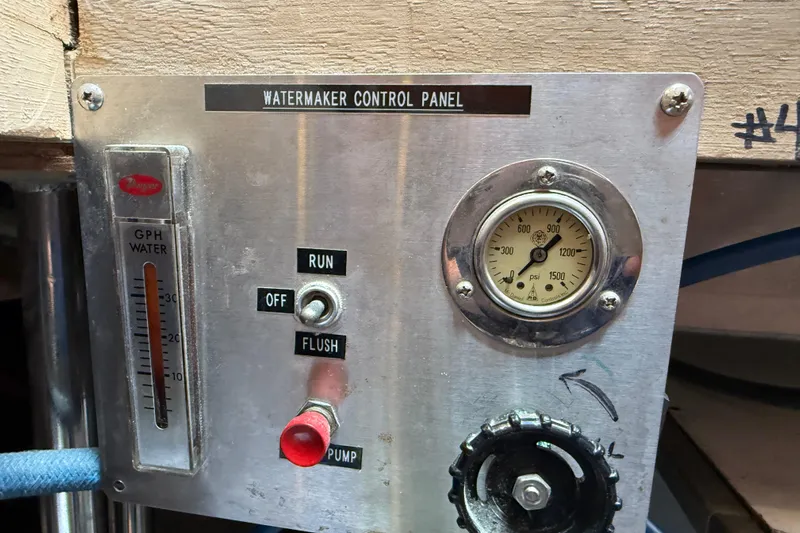 WATERMAKER CONTROL PANEL
#4
Dwyer
GPH
WATER
30
20
10
RUN
OFF
FLUSH
PUMP
600
900
300
1200
0
1500
psi